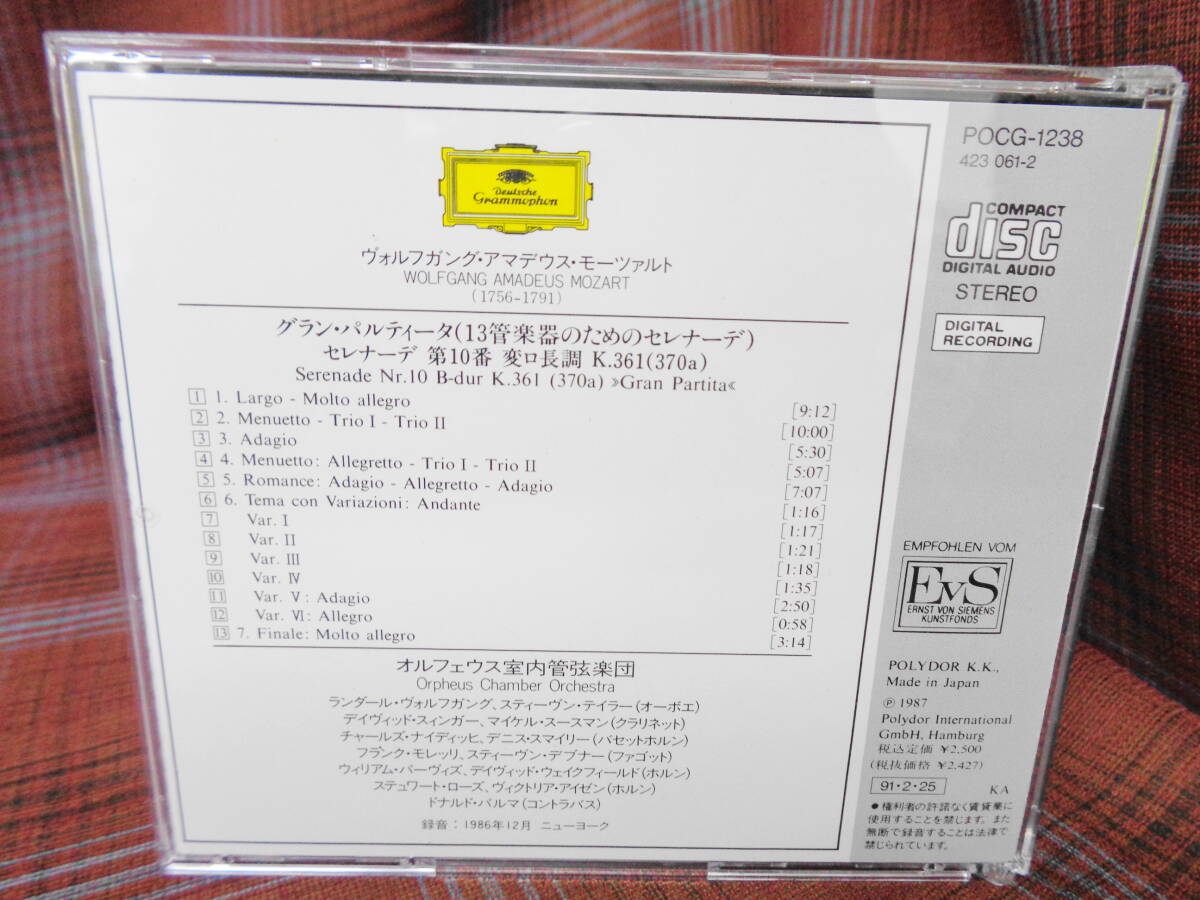 Deutsche
Grammophon
ヴォルフガング・アマデウス・モーツァルト
WOLFGANG AMADEUS MOZART
(1756-1791)
グラン・パルティータ(13管楽器のためのセレナーデ)
セレナーデ 第10番 変ロ長調 K.361(370a)
Serenade Nr.10 B-dur K.361 (370a) »Gran Partita«
1 1. Largo - Molto allegro [9:12]
2 2. Menuetto - Trio I - Trio II [10:00]
3 3. Adagio [5:30]
4 4. Menuetto: Allegretto - Trio I - Trio II [5:07]
5 5. Romance: Adagio - Allegretto - Adagio [7:07]
6 6. Tema con Variazioni: Andante [1:16]
7 Var. I [1:17]
8 Var. II [1:21]
9 Var. III [1:18]
10 Var. IV [1:35]
11 Var. V: Adagio [2:50]
12 Var. VI: Allegro [0:58]
13 7. Finale: Molto allegro [3:14]
オルフェウス室内管弦楽団
Orpheus Chamber Orchestra
ランダール・ヴォルフガング、スティーヴン・テイラー(オーボエ)
デイヴィッド・スィンガー、マイケル・スースマン(クラリネット)
チャールズ・ナイディッヒ、デニス・スマイリー(バセットホルン)
フランク・モレッリ、スティーヴン・デブナー(ファゴット)
ウィリアム・パーヴィズ、デイヴィッド・ウェイクフィールド(ホルン)
ステュワート・ローズ、ヴィクトリア・アイゼン(ホルン)
ドナルド・パルマ(コントラバス)
録音：1986年12月 ニューヨーク
POCG-1238
423 061-2
COMPACT
disc
DIGITAL AUDIO
STEREO
DIGITAL
RECORDING
EMPFOHLEN VOM
EvS
ERNST VON SIEMENS
KUNSTFONDS
POLYDOR K.K.,
Made in Japan
℗ 1987
Polydor International
GmbH, Hamburg
税込定価 ¥2,500
(税抜価格 ¥2,427)
91・2・25 KA
●権利者の許諾なく賃貸業に
使用することを禁じます。また
無断で録音することは法律で
禁じられています。